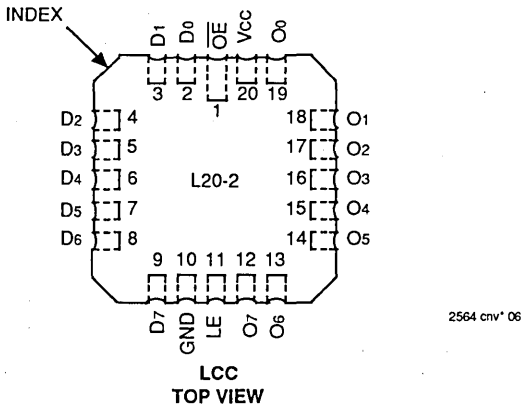 INDEX
D1 D0 OE VCC O0
3 2 1 20 19
D2 4 18 O1
D3 5 17 O2
D4 6 L20-2 16 O3
D5 7 15 O4
D6 8 14 O5
9 10 11 12 13
D7 GND LE O7 O6
2564 cnv* 06
LCC
TOP VIEW